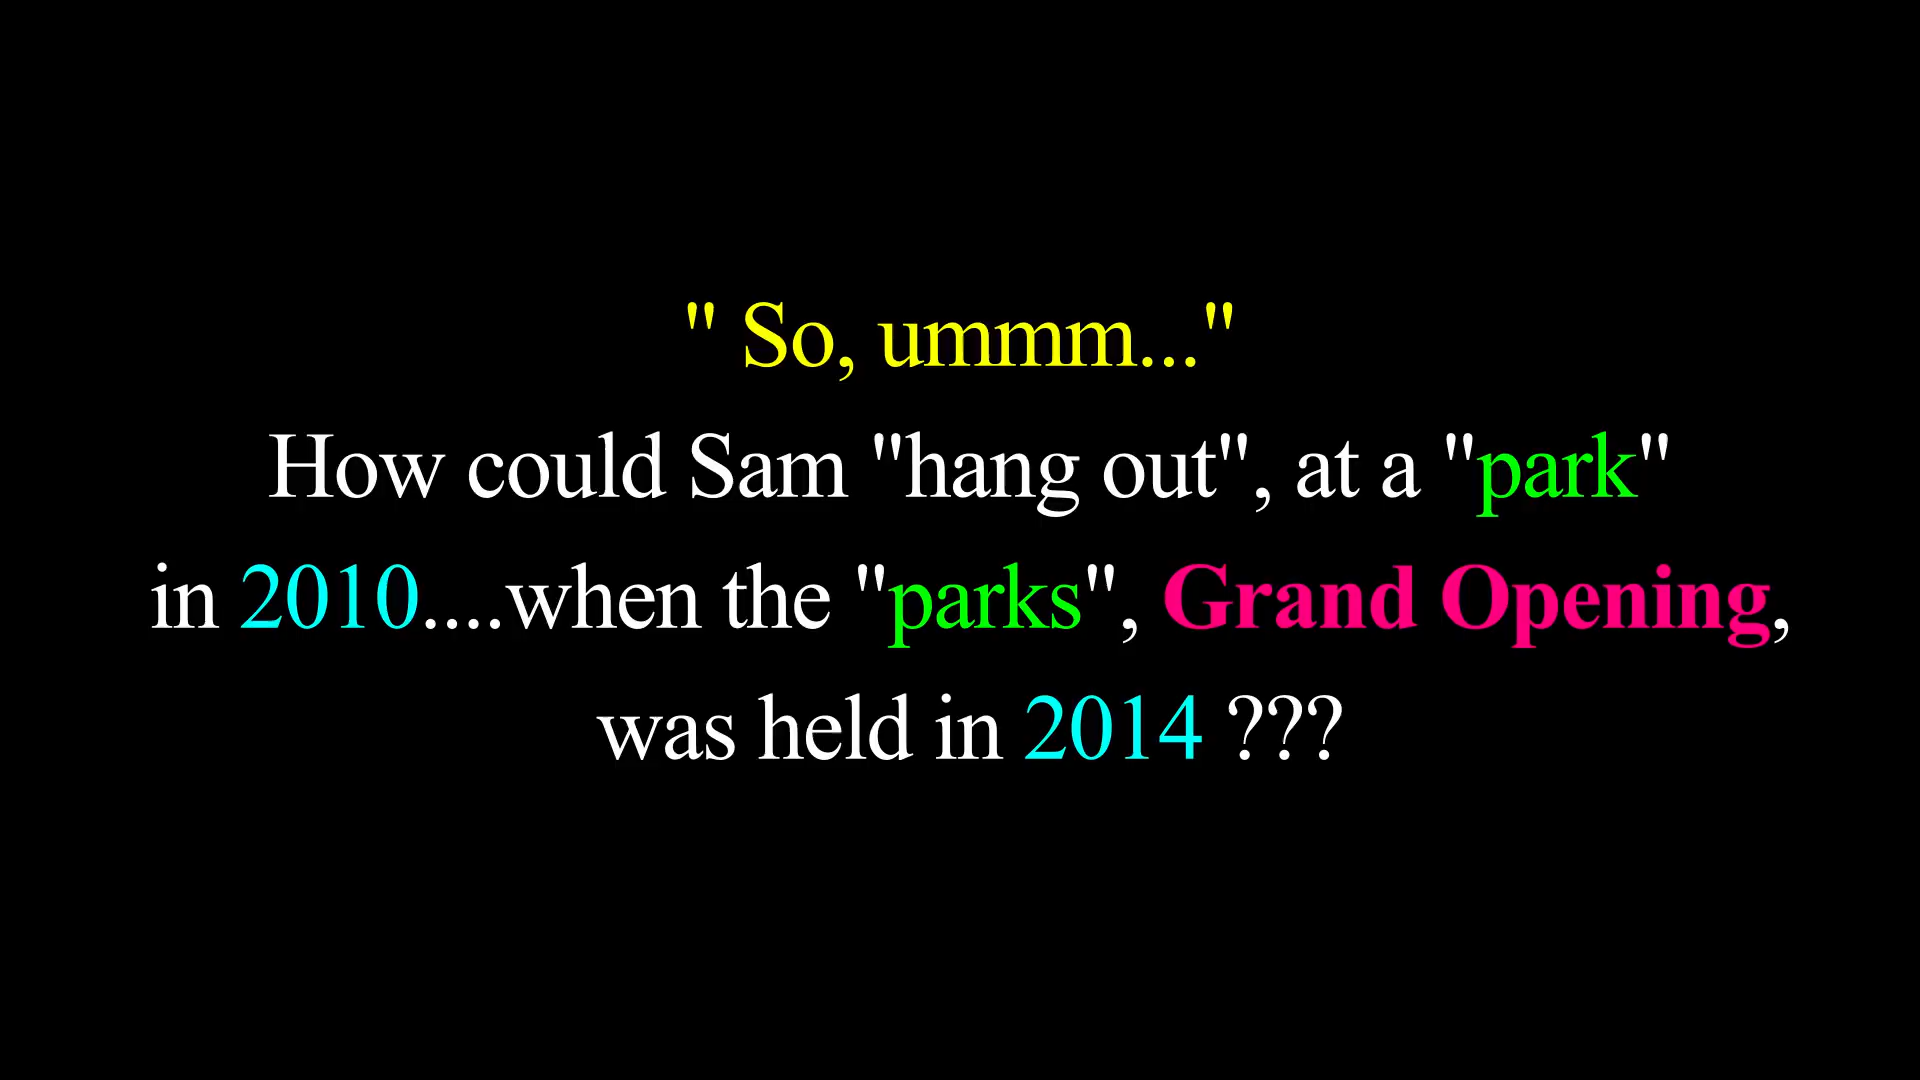 " So, ummm..."
How could Sam "hang out", at a "park"
in 2010....when the "parks", Grand Opening,
was held in 2014 ???